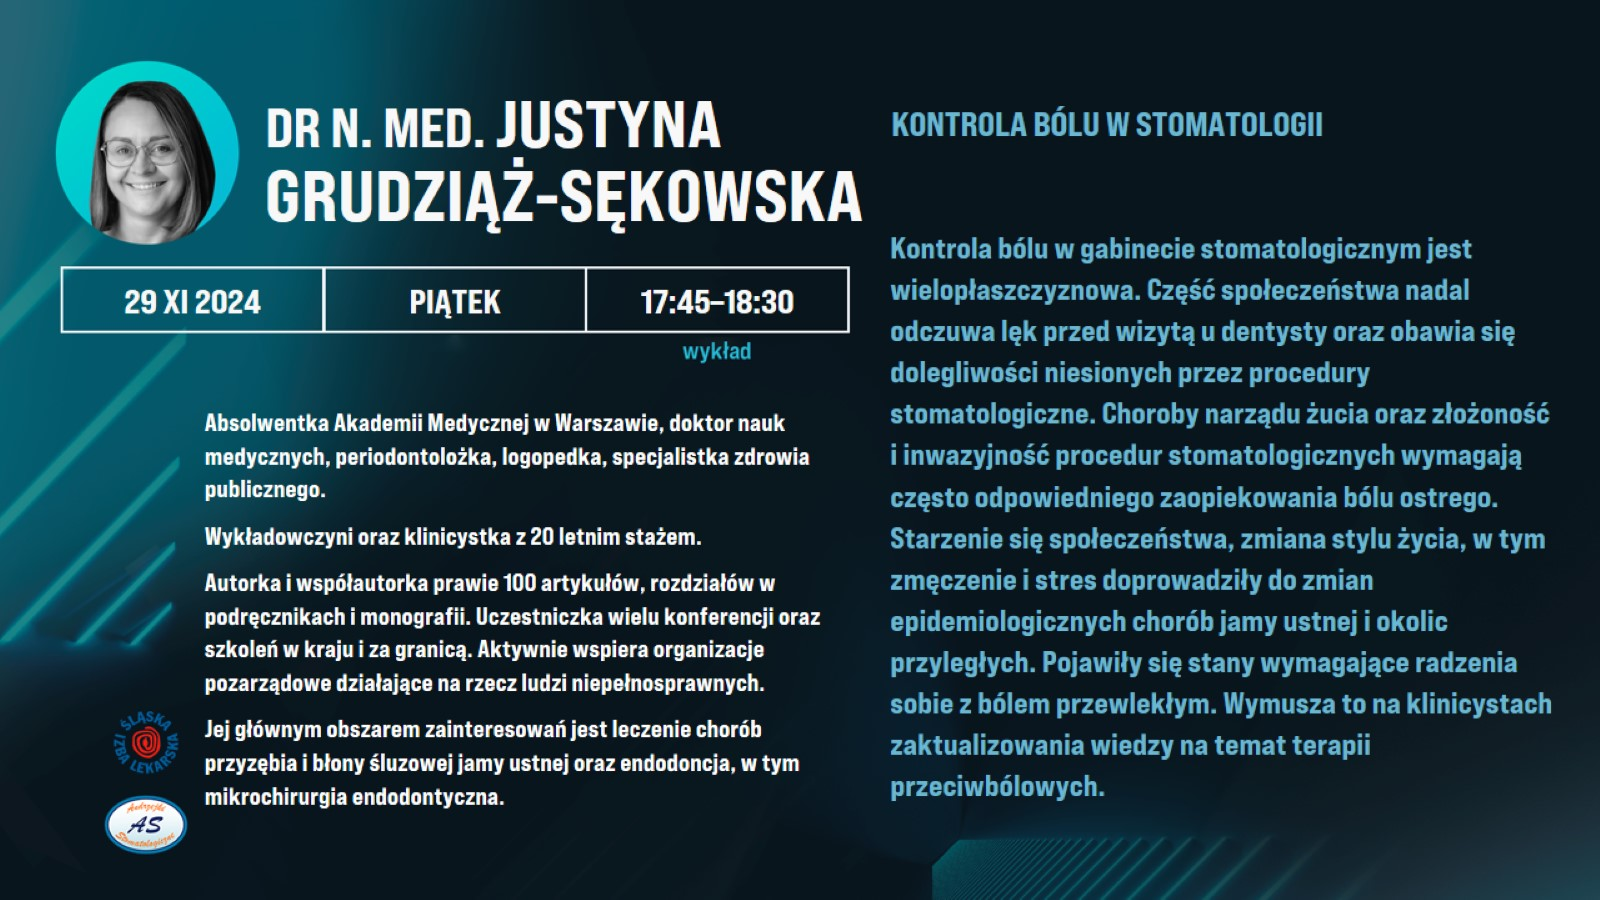 DR N. MED. JUSTYNA
GRUDZIĄŻ-SĘKOWSKA
29 XI 2024
PIĄTEK
17:45–18:30
wykład
Absolwentka Akademii Medycznej w Warszawie, doktor nauk
medycznych, periodontolożka, logopedka, specjalistka zdrowia
publicznego.
Wykładowczyni oraz klinicystka z 20 letnim stażem.
Autorka i współautorka prawie 100 artykułów, rozdziałów w
podręcznikach i monografii. Uczestniczka wielu konferencji oraz
szkoleń w kraju i za granicą. Aktywnie wspiera organizacje
pozarządowe działające na rzecz ludzi niepełnosprawnych.
Jej głównym obszarem zainteresowań jest leczenie chorób
przyzębia i błony śluzowej jamy ustnej oraz endodoncja, w tym
mikrochirurgia endodontyczna.
ŚLĄSKA
IZBA LEKARSKA
Andrzejki
AS
Stomatologiczne
KONTROLA BÓLU W STOMATOLOGII
Kontrola bólu w gabinecie stomatologicznym jest
wielopłaszczyznowa. Część społeczeństwa nadal
odczuwa lęk przed wizytą u dentysty oraz obawia się
dolegliwości niesionych przez procedury
stomatologiczne. Choroby narządu żucia oraz złożoność
i inwazyjność procedur stomatologicznych wymagają
często odpowiedniego zaopiekowania bólu ostrego.
Starzenie się społeczeństwa, zmiana stylu życia, w tym
zmęczenie i stres doprowadziły do zmian
epidemiologicznych chorób jamy ustnej i okolic
przyległych. Pojawiły się stany wymagające radzenia
sobie z bólem przewlekłym. Wymusza to na klinicystach
zaktualizowania wiedzy na temat terapii
przeciwbólowych.